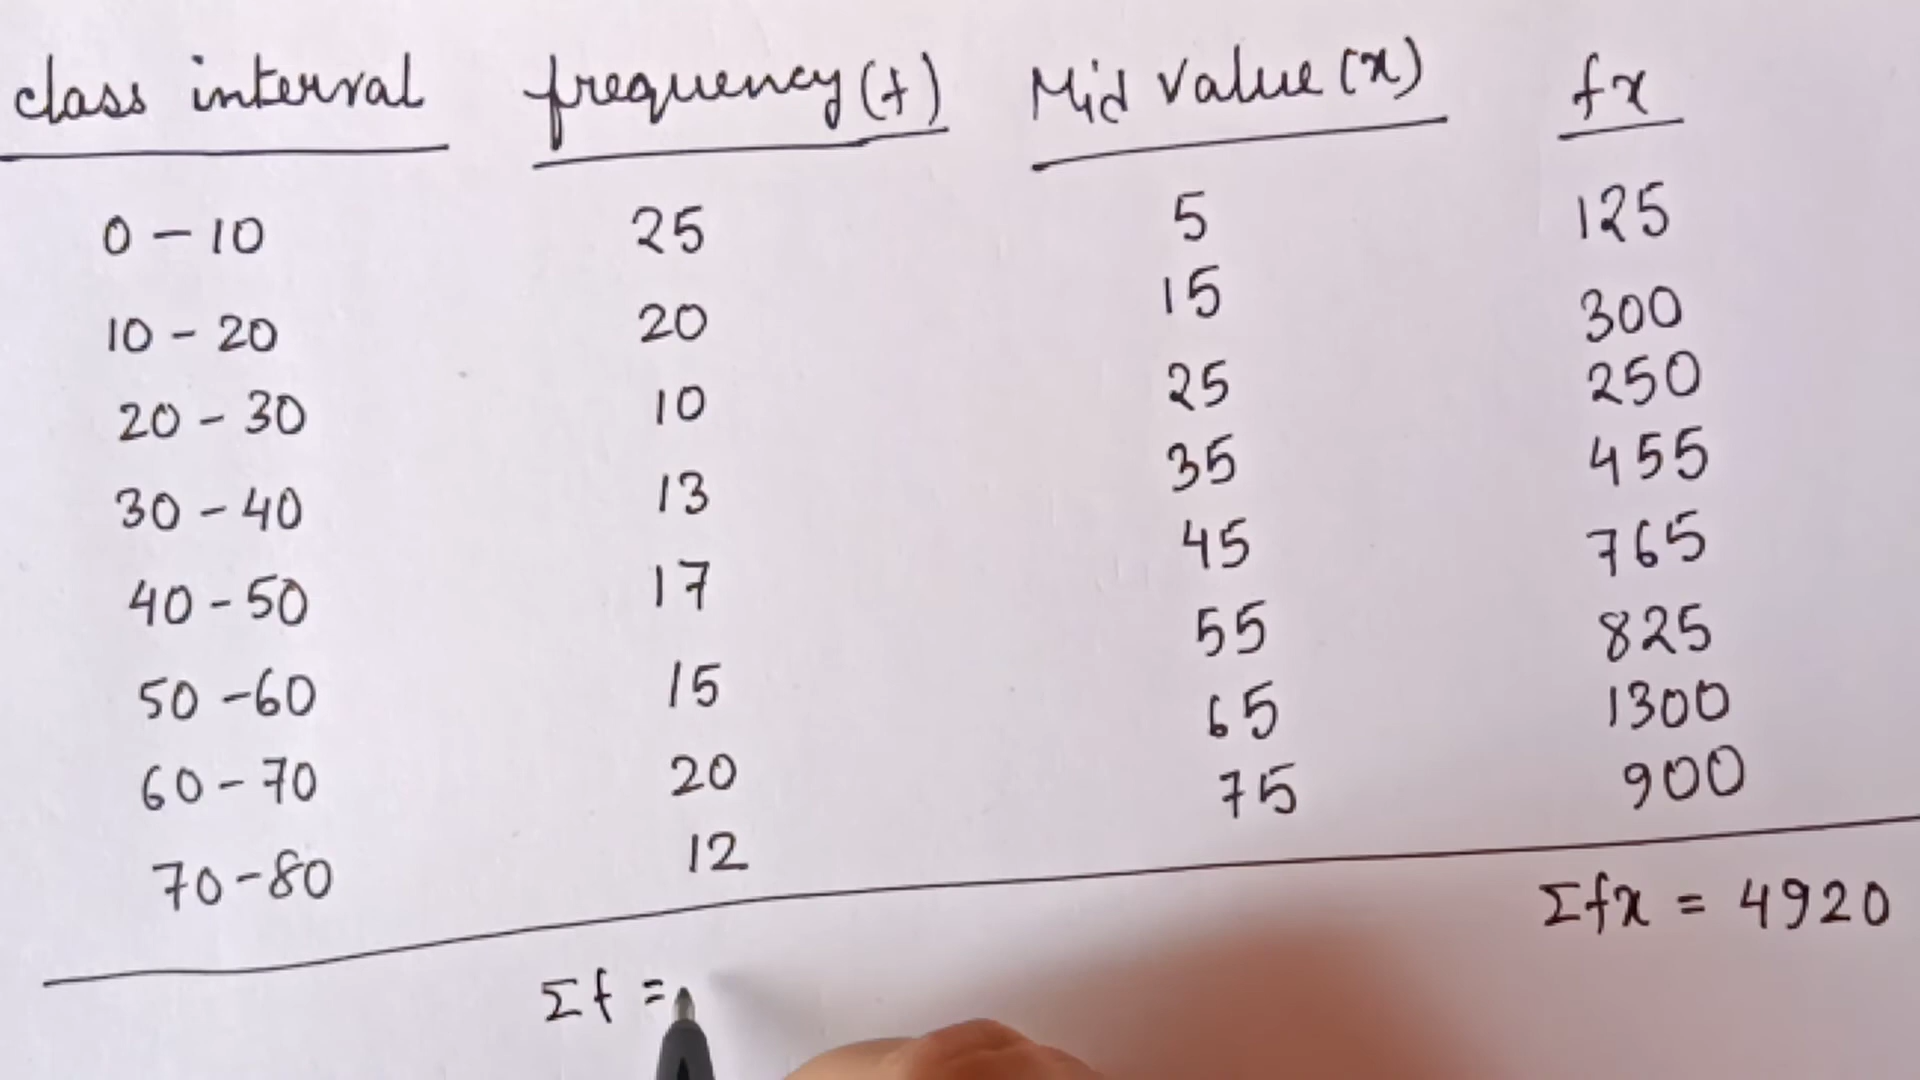 class interval frequency (f) Mid value (x) fx
0 - 10 25 5 125
10 - 20 20 15 300
20 - 30 10 25 250
30 - 40 13 35 455
40 - 50 17 45 765
50 - 60 15 55 825
60 - 70 20 65 1300
70 - 80 12 75 900
Σfx = 4920
Σf =